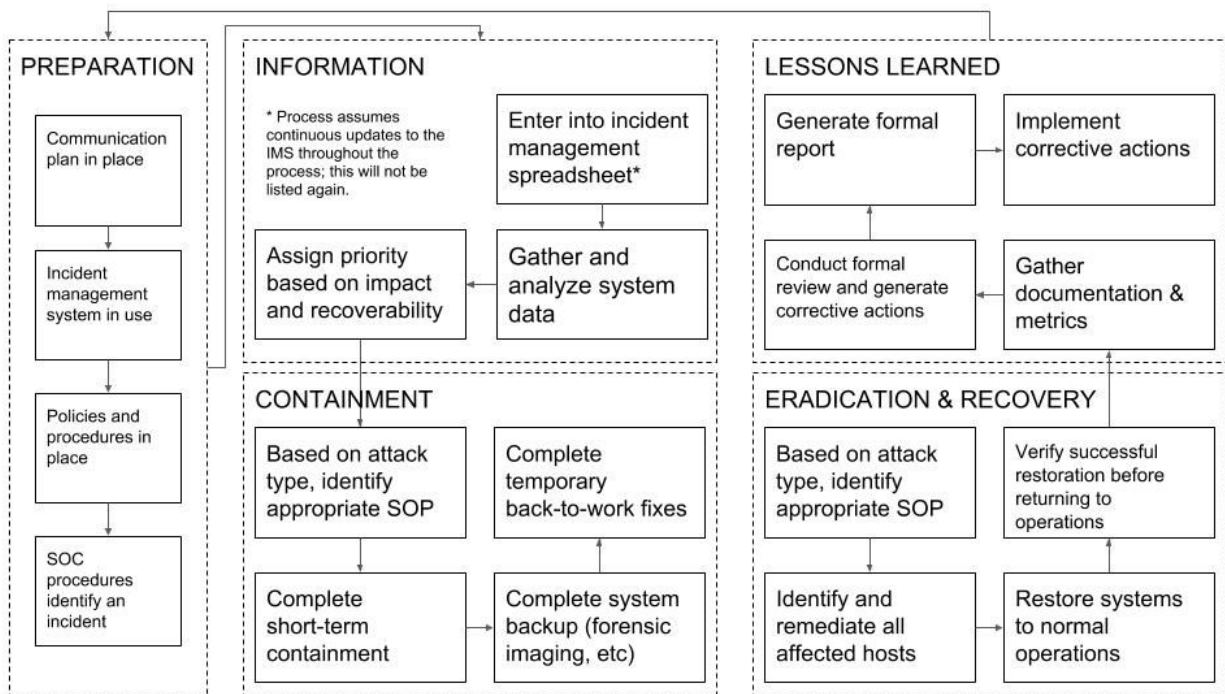 PREPARATION
Communication
plan in place
Incident
management
system in use
Policies and
procedures in
place
SOC
procedures
identify an
incident
INFORMATION
* Process assumes
continuous updates to the
IMS throughout the
process; this will not be
listed again.
Enter into incident
management
spreadsheet*
Gather and
analyze system
data
Assign priority
based on impact
and recoverability
CONTAINMENT
Based on attack
type, identify
appropriate SOP
Complete
short-term
containment
Complete system
backup (forensic
imaging, etc)
Complete
temporary
back-to-work fixes
ERADICATION & RECOVERY
Based on attack
type, identify
appropriate SOP
Identify and
remediate all
affected hosts
Restore systems
to normal
operations
Verify successful
restoration before
returning to
operations
LESSONS LEARNED
Gather
documentation &
metrics
Conduct formal
review and generate
corrective actions
Generate formal
report
Implement
corrective actions